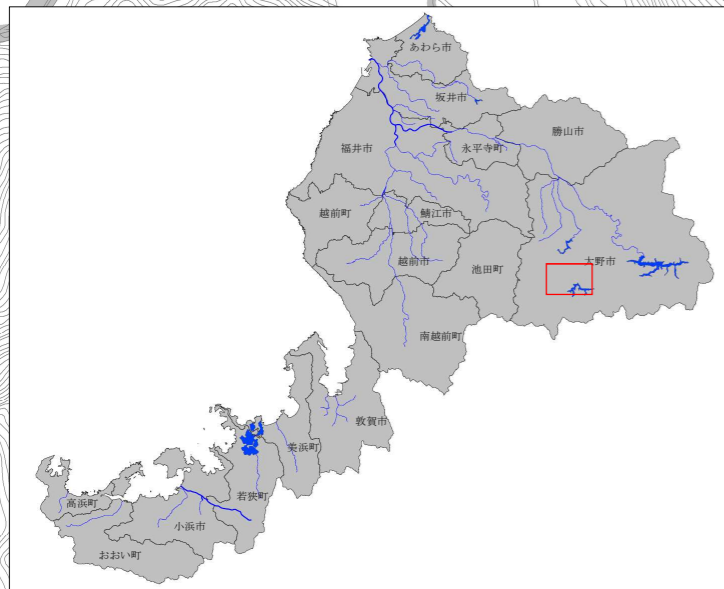 あわら市
坂井市
勝山市
永平寺町
福井市
越前町
鯖江市
越前市
池田町
大野市
南越前町
敦賀市
美浜町
若狭町
高浜町
小浜市
おおい町